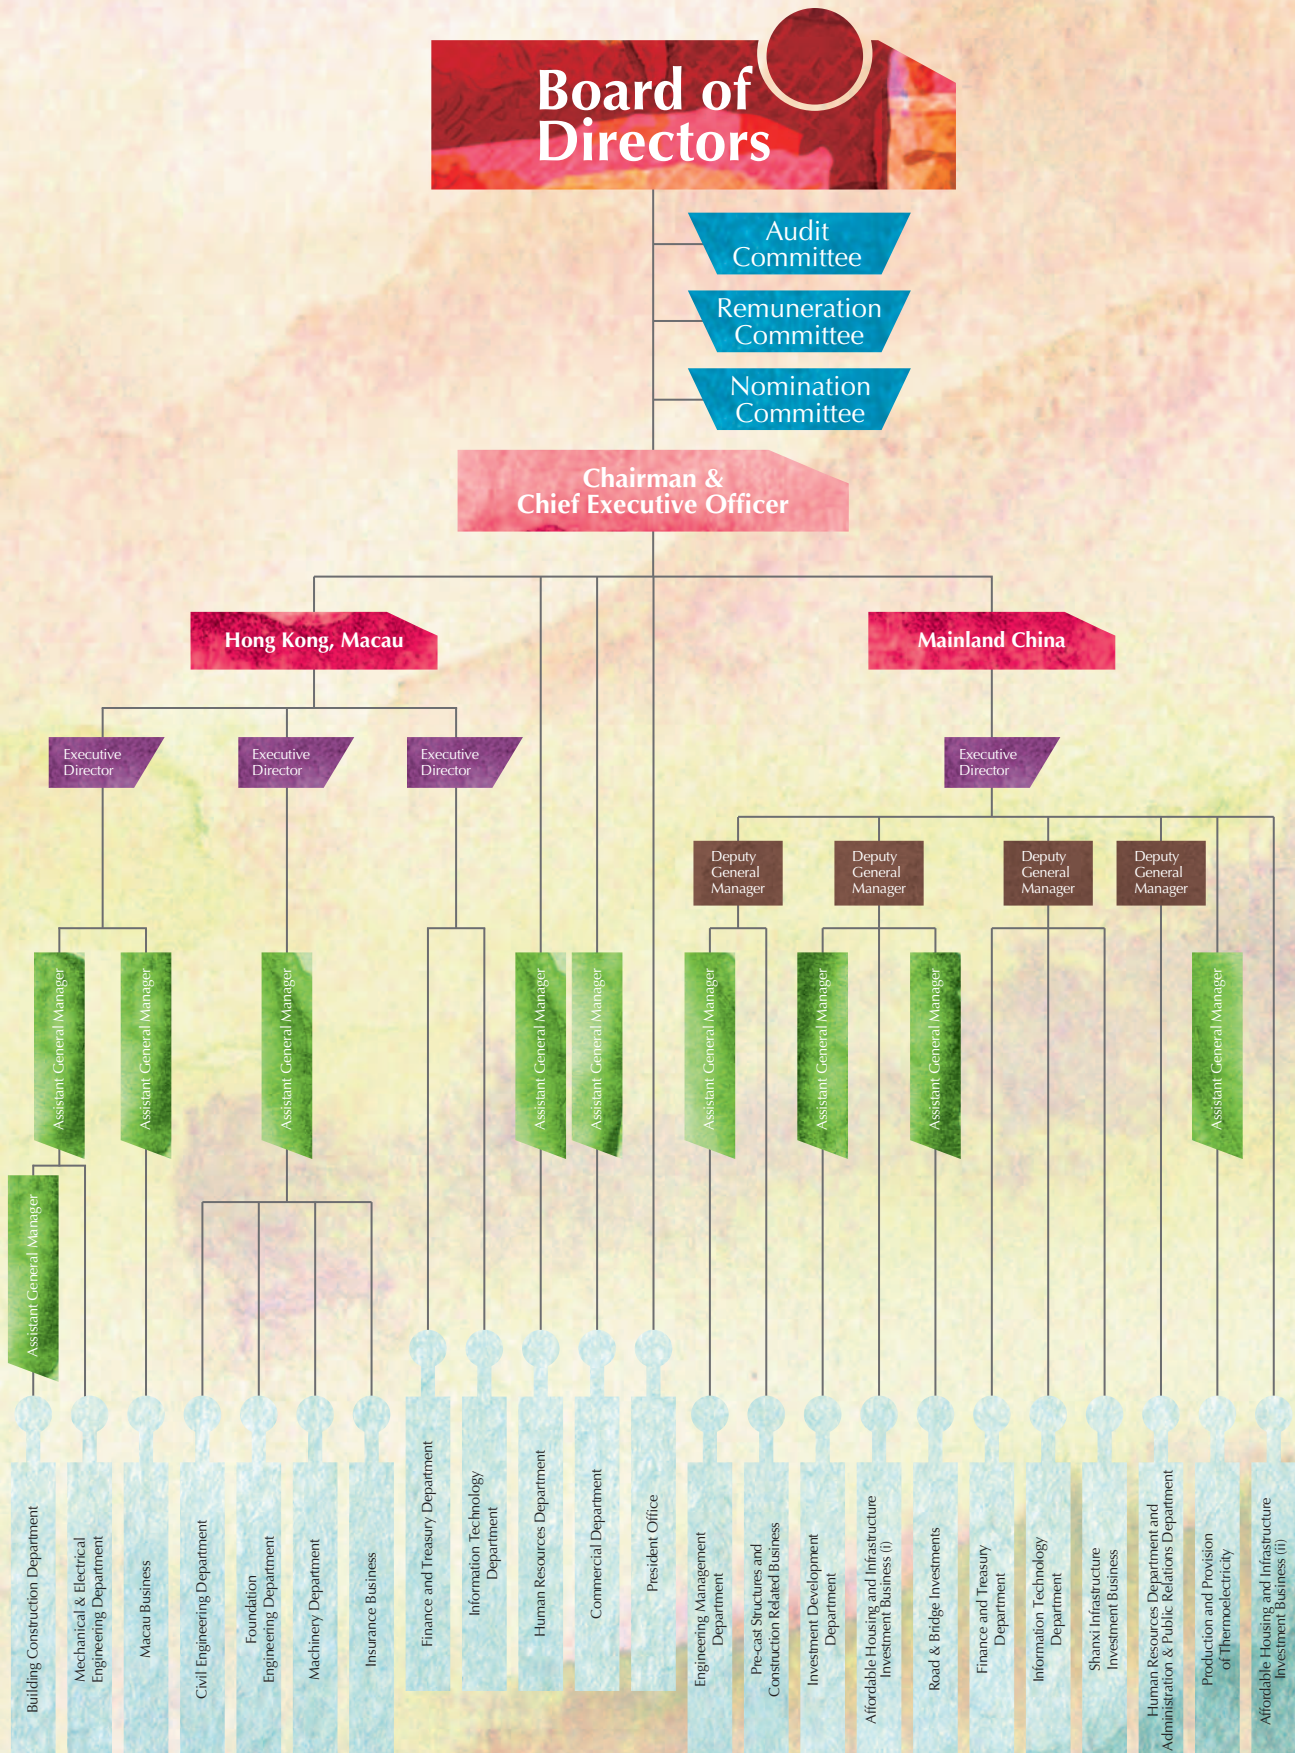 Board of
Directors
Audit
Committee
Remuneration
Committee
Nomination
Committee
Chairman &
Chief Executive Officer
Hong Kong, Macau
Mainland China
Executive
Director
Executive
Director
Executive
Director
Executive
Director
Deputy
General
Manager
Deputy
General
Manager
Deputy
General
Manager
Deputy
General
Manager
Assistant General Manager
Assistant General Manager
Assistant General Manager
Assistant General Manager
Assistant General Manager
Assistant General Manager
Assistant General Manager
Assistant General Manager
Assistant General Manager
Assistant General Manager
Building Construction Department
Mechanical & Electrical
Engineering Department
Macau Business
Civil Engineering Department
Foundation
Engineering Department
Machinery Department
Insurance Business
Finance and Treasury Department
Information Technology
Department
Human Resources Department
Commercial Department
President Office
Engineering Management
Department
Pre-cast Structures and
Construction Related Business
Investment Development
Department
Affordable Housing and Infrastructure
Investment Business (i)
Road & Bridge Investments
Finance and Treasury
Department
Information Technology
Department
Shanxi Infrastructure
Investment Business
Human Resources Department and
Administration & Public Relations Department
Production and Provision
of Thermoelectricity
Affordable Housing and Infrastructure
Investment Business (ii)